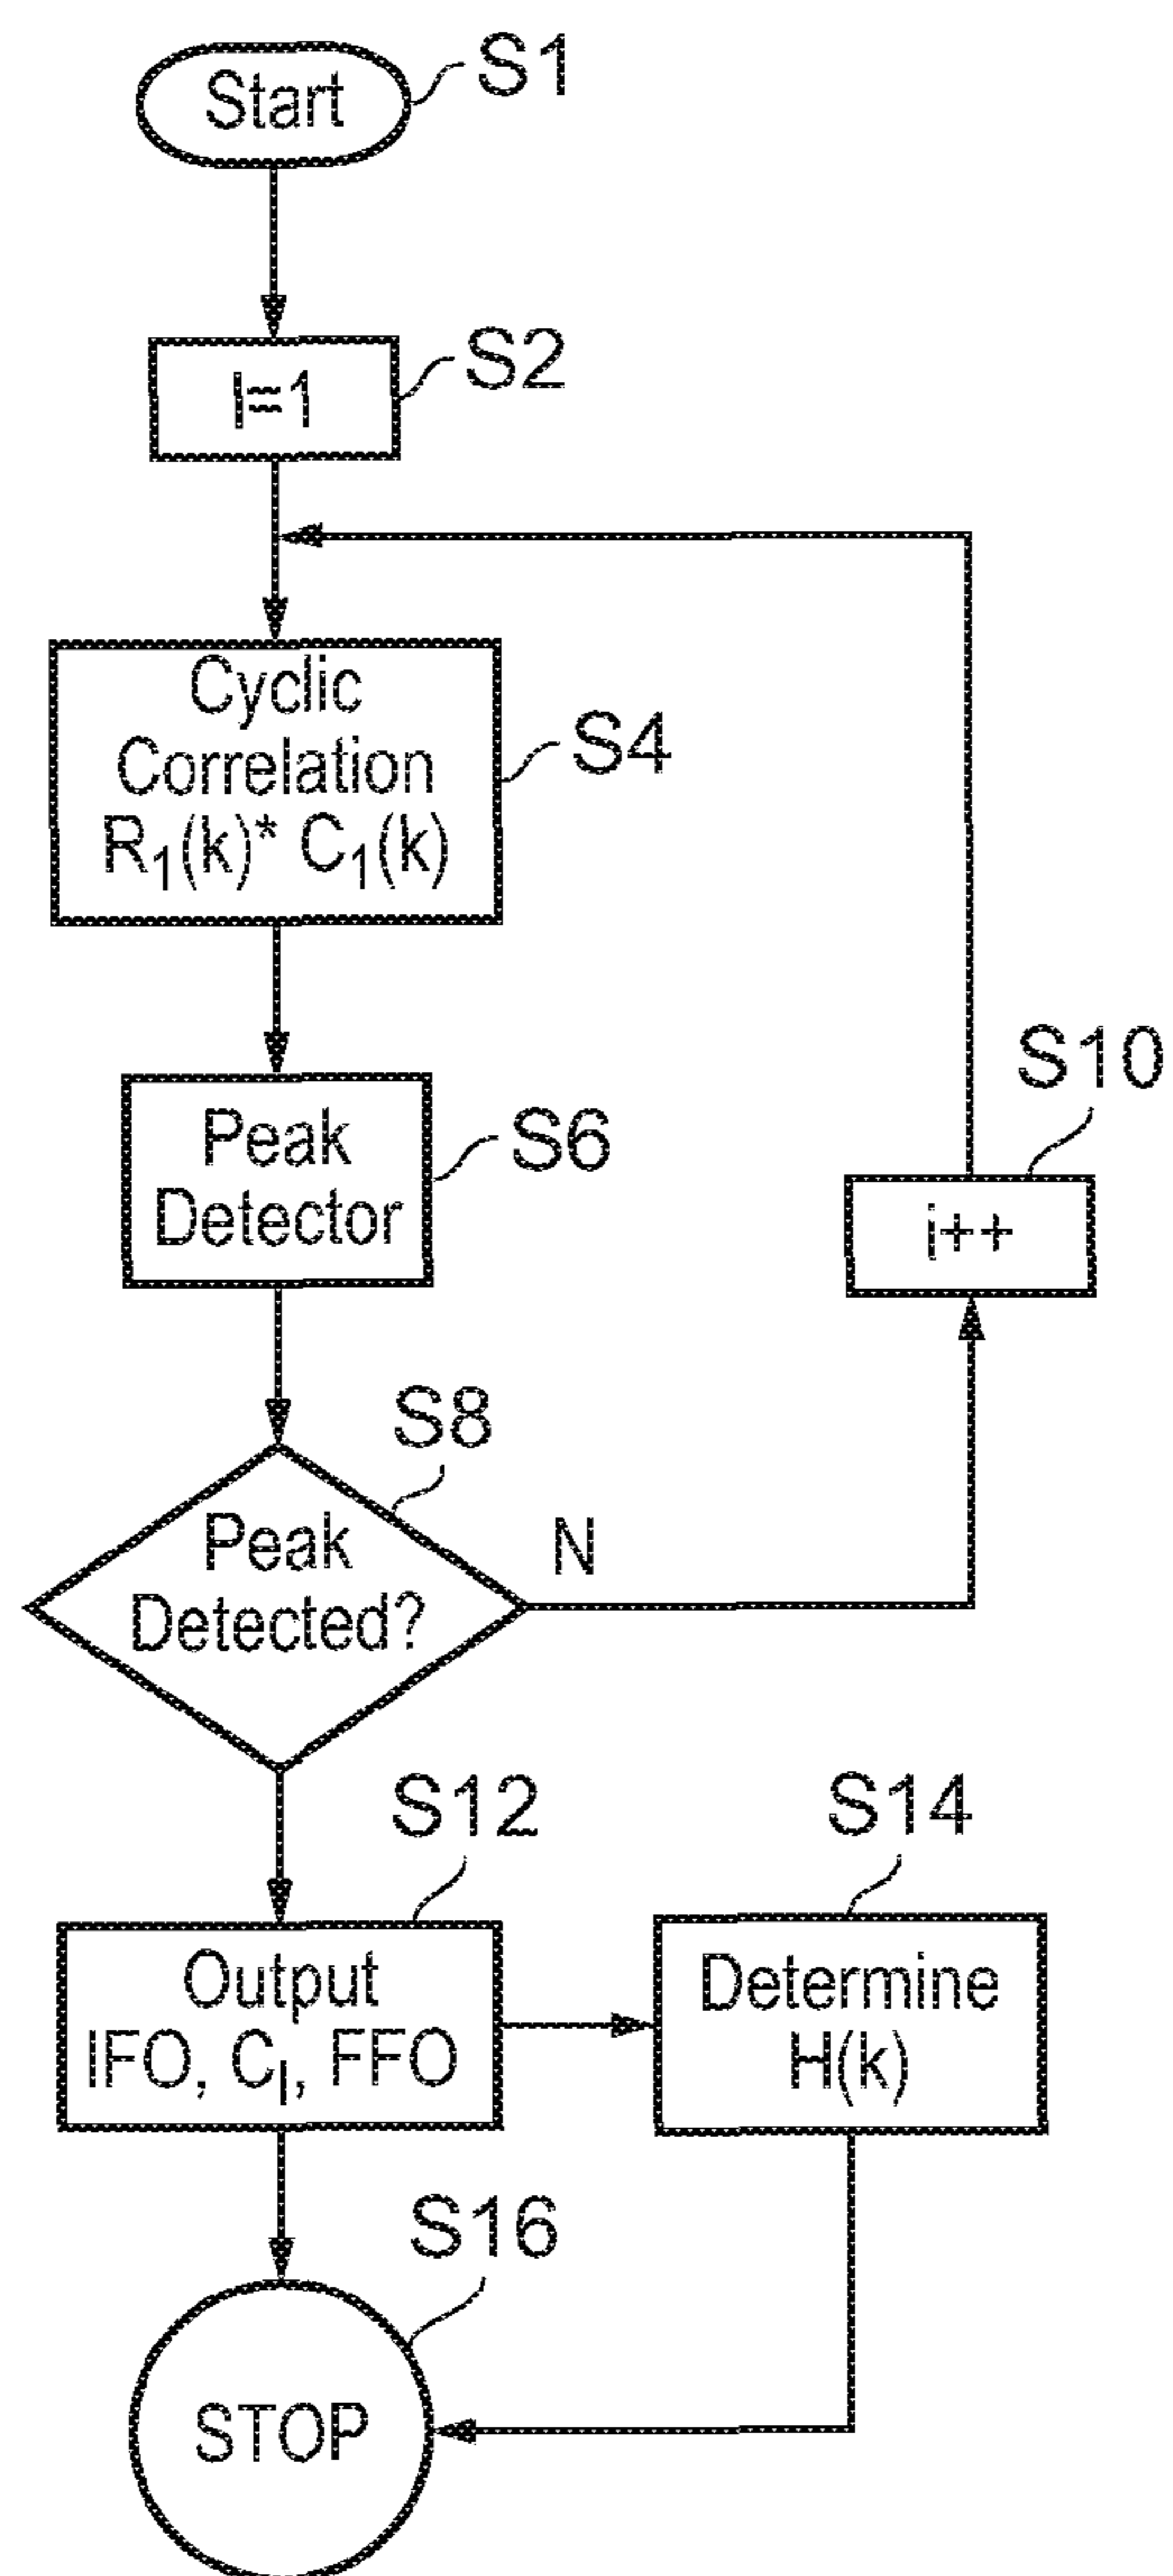 Start
S1
I=1
S2
Cyclic
Correlation
R₁(k)* C₁(k)
S4
Peak
Detector
S6
S10
i++
S8
Peak
Detected?
N
S12
Output
IFO, C_I, FFO
S14
Determine
H(k)
S16
STOP